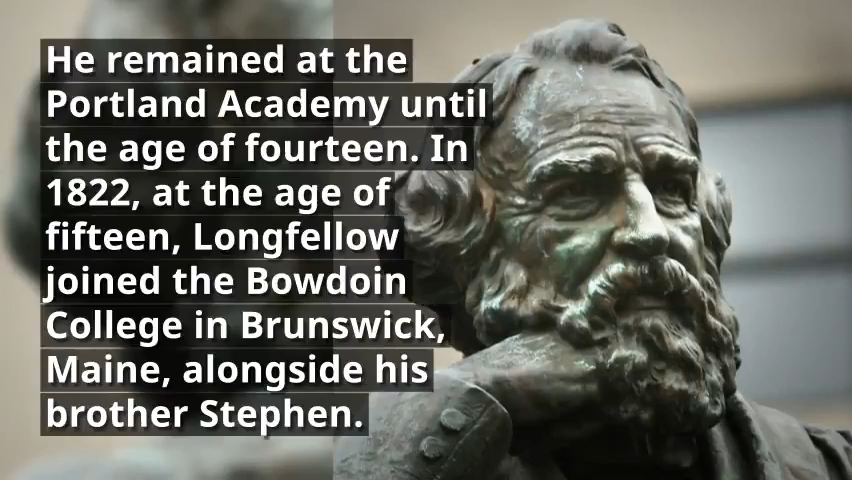 He remained at the
Portland Academy until
the age of fourteen. In
1822, at the age of
fifteen, Longfellow
joined the Bowdoin
College in Brunswick,
Maine, alongside his
brother Stephen.